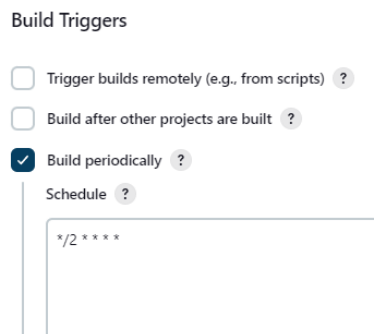 Build Triggers
Trigger builds remotely (e.g., from scripts) ?
Build after other projects are built ?
Build periodically ?
Schedule ?
*/2 * * * *